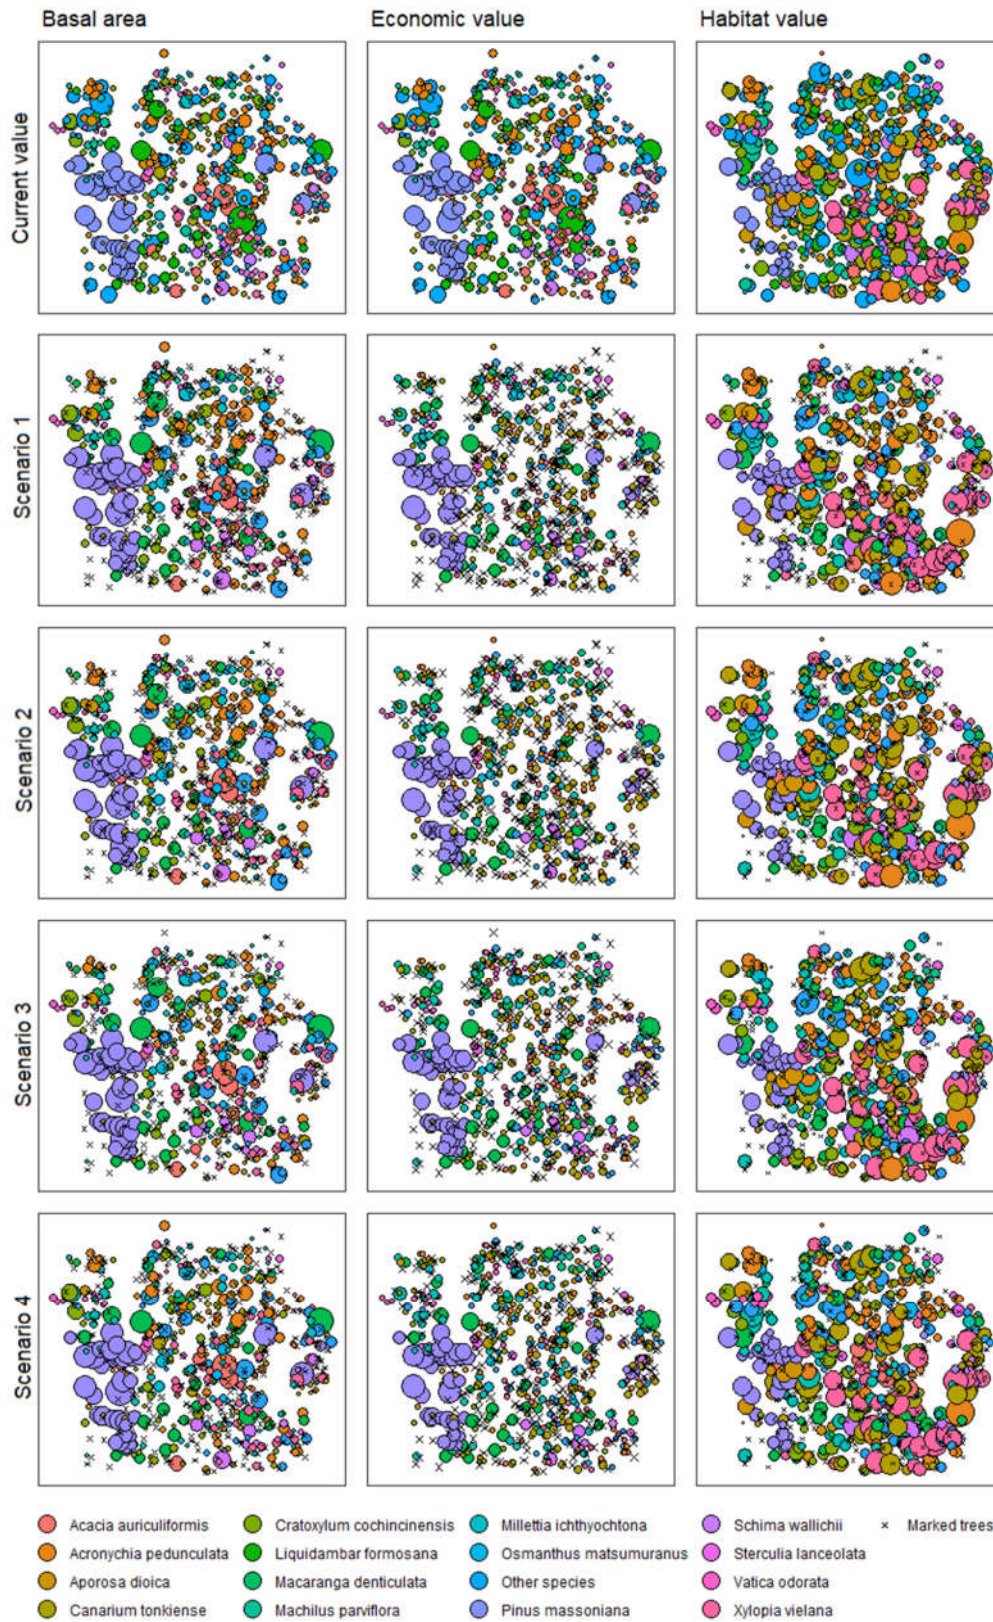 Basal area Economic value Habitat value
Current value
Scenario 1
Scenario 2
Scenario 3
Scenario 4
Acacia auriculiformis Cratoxylum cochincinensis Millettia ichthyochtona Schima wallichii × Marked trees
Acronychia pedunculata Liquidambar formosana Osmanthus matsumuranus Sterculia lanceolata
Aporosa dioica Macaranga denticulata Other species Vatica odorata
Canarium tonkiense Machilus parviflora Pinus massoniana Xylopia vielana